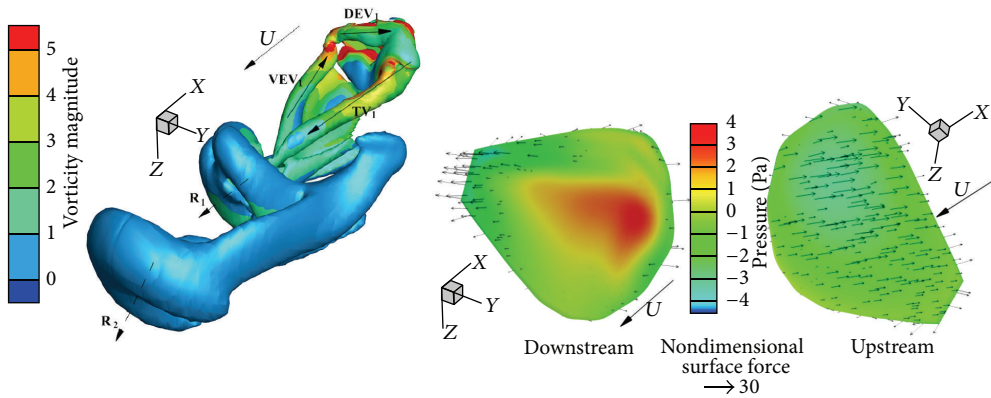 5
4
3
2
1
0
Vorticity magnitude
X
Y
Z
U
DEV1
VEV1
TV1
R1
R2
X
Y
Z
U
Downstream
4
3
2
1
0
−1
−2
−3
−4
Pressure (Pa)
Nondimensional
surface force
→ 30
Y
X
Z
U
Upstream